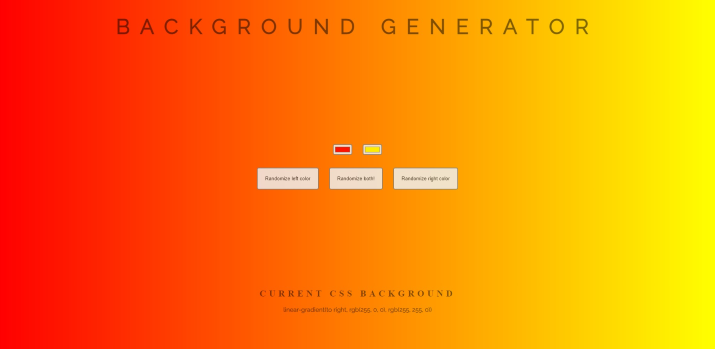 BACKGROUND GENERATOR
Randomize left color
Randomize both!
Randomize right color
CURRENT CSS BACKGROUND
linear-gradient(to right, rgb(255, 0, 0), rgb(255, 255, 0))